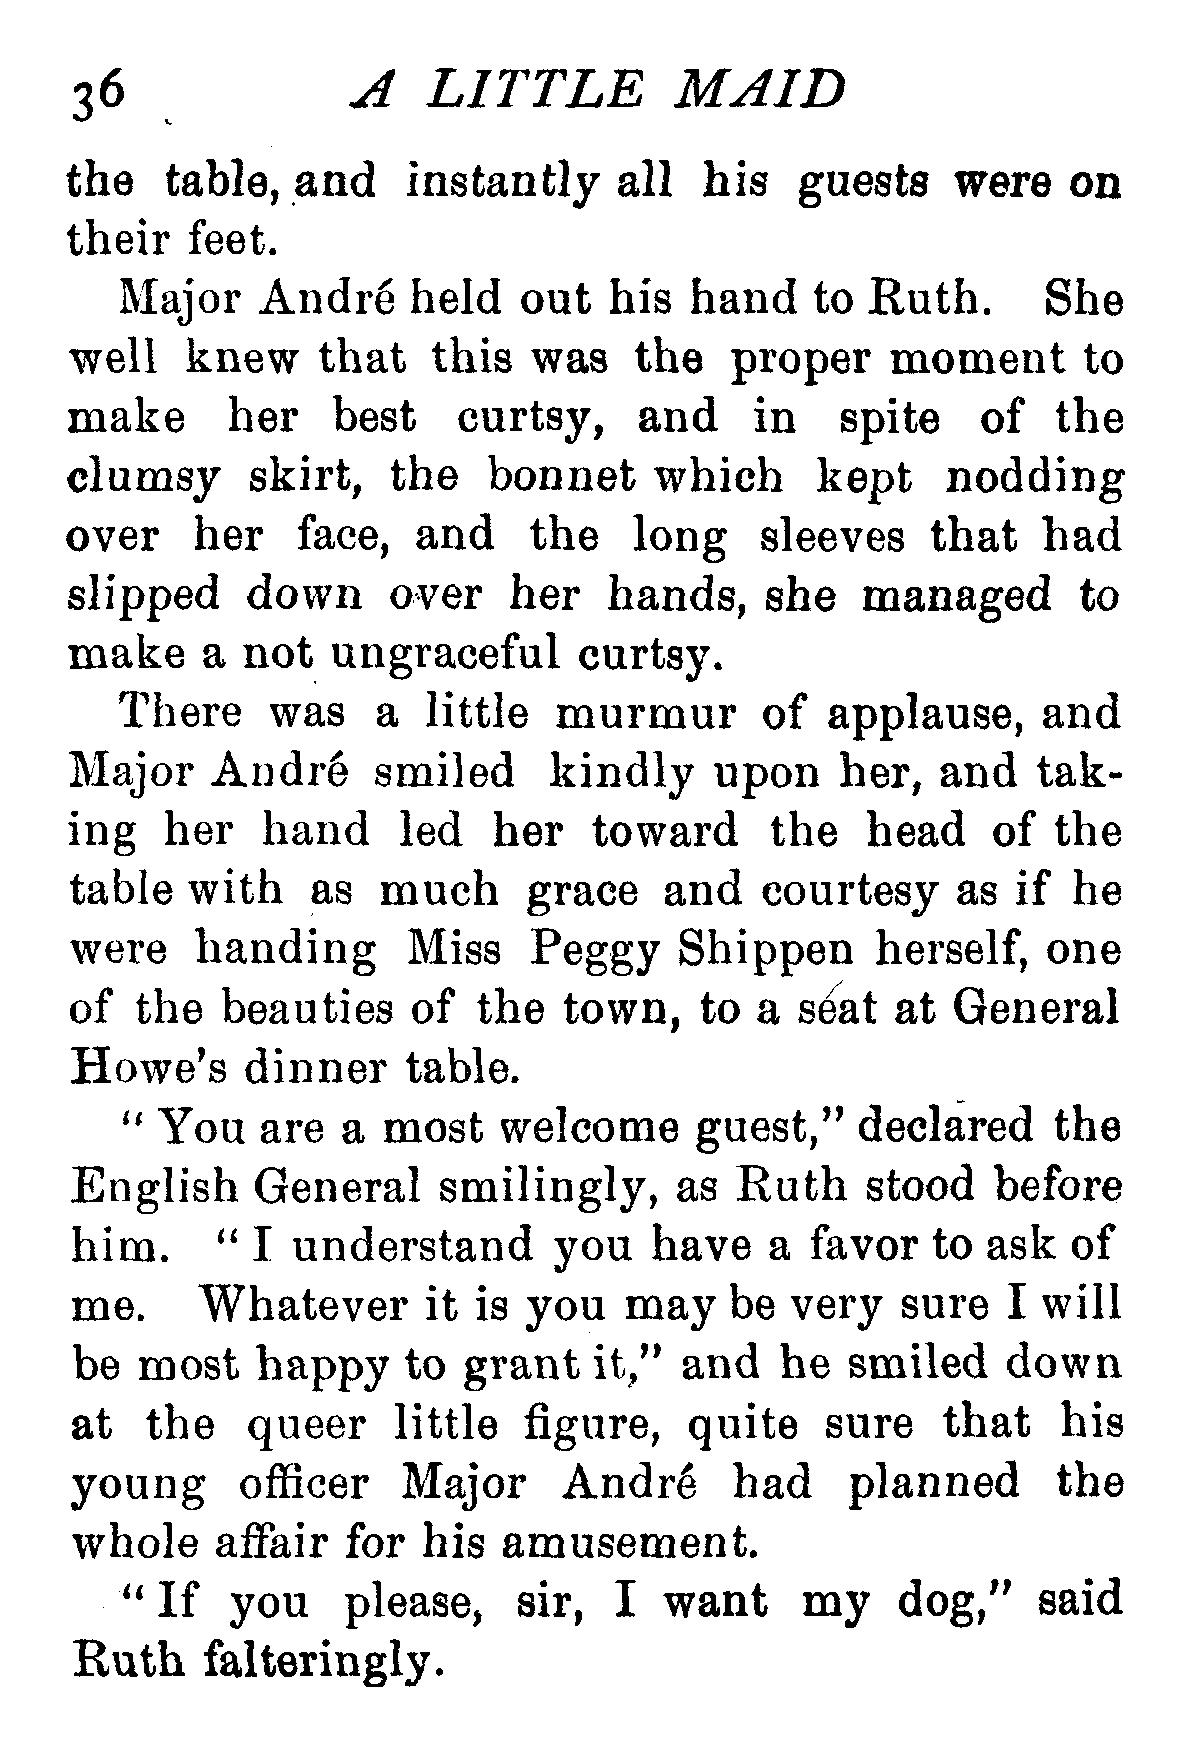 36 A LITTLE MAID
the table, and instantly all his guests were on
their feet.
Major André held out his hand to Ruth. She
well knew that this was the proper moment to
make her best curtsy, and in spite of the
clumsy skirt, the bonnet which kept nodding
over her face, and the long sleeves that had
slipped down over her hands, she managed to
make a not ungraceful curtsy.
There was a little murmur of applause, and
Major André smiled kindly upon her, and tak-
ing her hand led her toward the head of the
table with as much grace and courtesy as if he
were handing Miss Peggy Shippen herself, one
of the beauties of the town, to a seat at General
Howe's dinner table.
"You are a most welcome guest," declared the
English General smilingly, as Ruth stood before
him. "I understand you have a favor to ask of
me. Whatever it is you may be very sure I will
be most happy to grant it," and he smiled down
at the queer little figure, quite sure that his
young officer Major André had planned the
whole affair for his amusement.
"If you please, sir, I want my dog," said
Ruth falteringly.